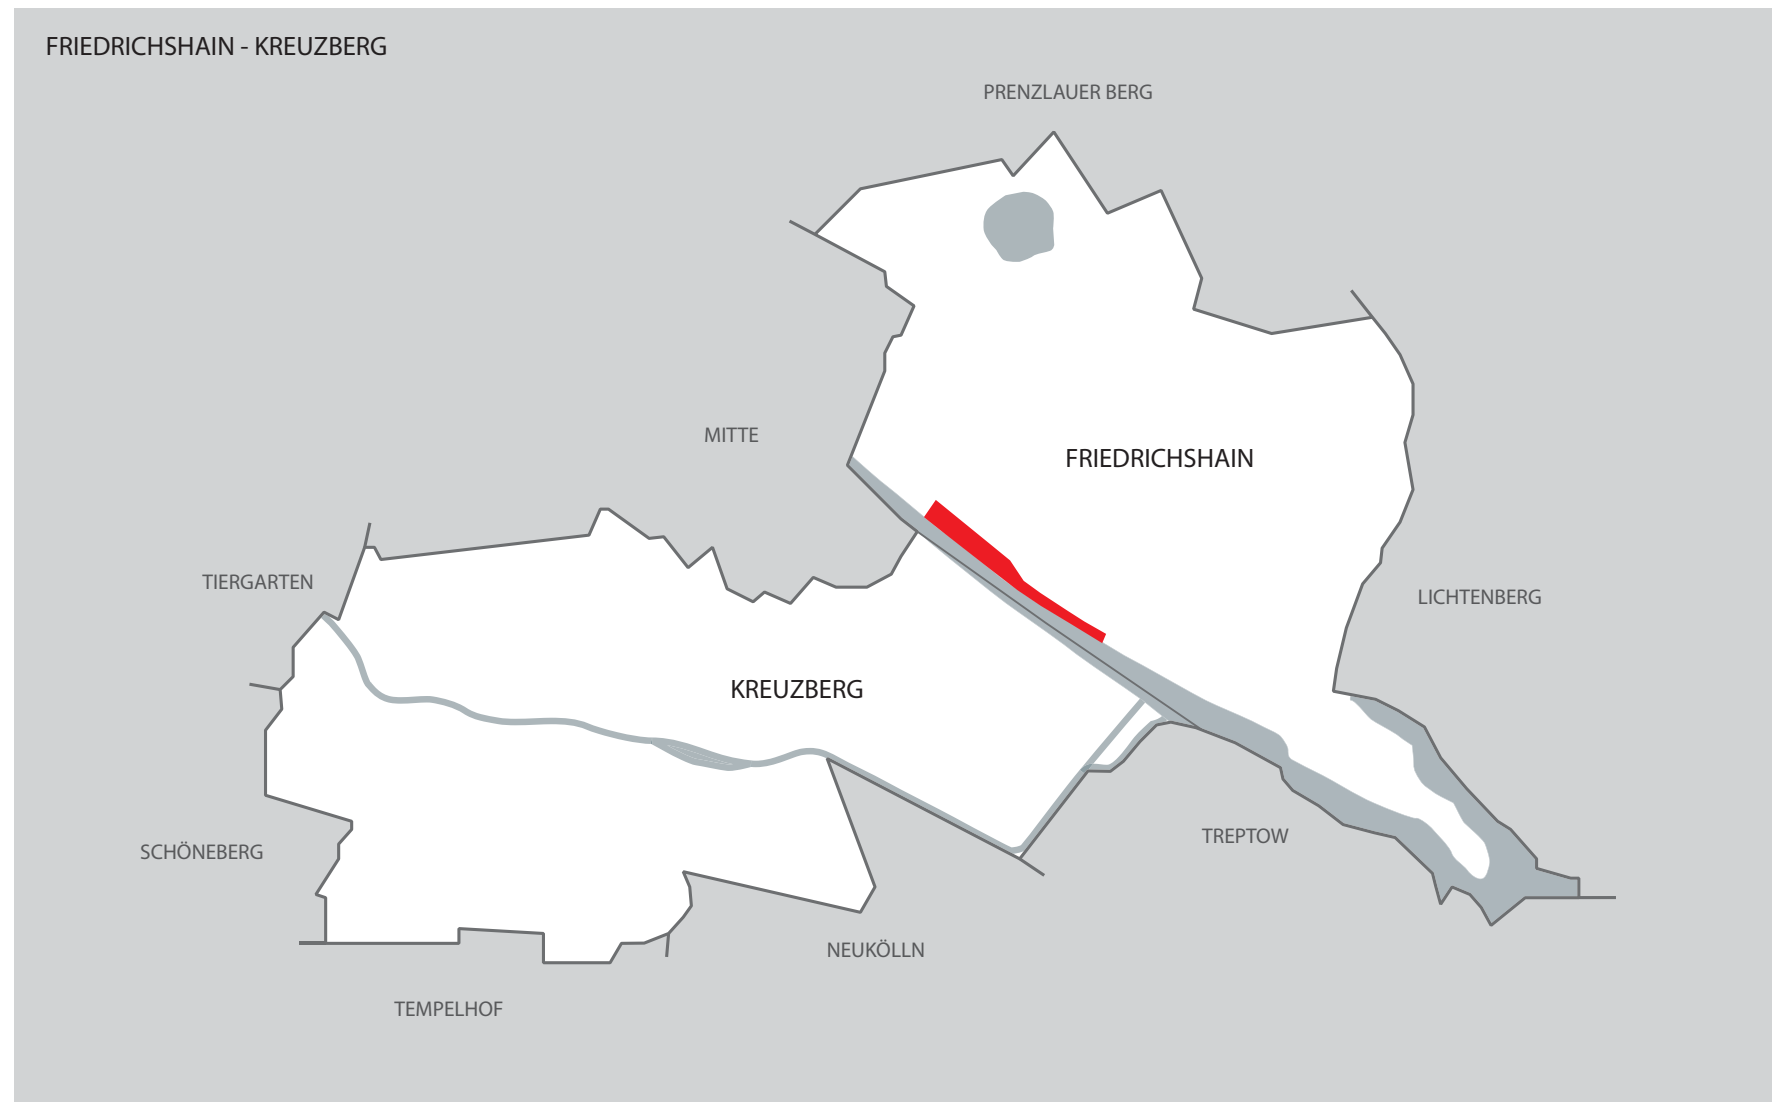 FRIEDRICHSHAIN - KREUZBERG
PRENZLAUER BERG
MITTE
FRIEDRICHSHAIN
TIERGARTEN
LICHTENBERG
KREUZBERG
TREPTOW
SCHÖNEBERG
NEUKÖLLN
TEMPELHOF